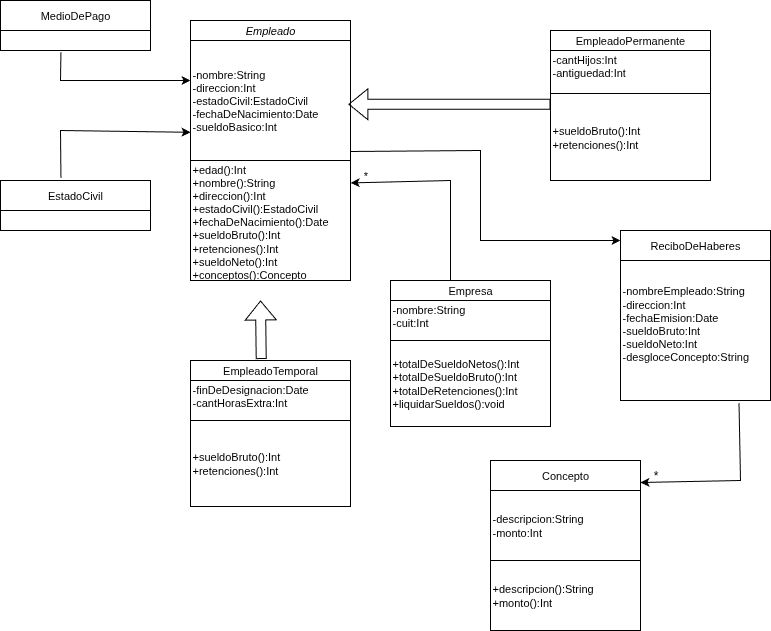 MedioDePago
Empleado
-nombre:String
-direccion:Int
-estadoCivil:EstadoCivil
-fechaDeNacimiento:Date
-sueldoBasico:Int
+edad():Int
+nombre():String
+direccion():Int
+estadoCivil():EstadoCivil
+fechaDeNacimiento():Date
+sueldoBruto():Int
+retenciones():Int
+sueldoNeto():Int
+conceptos():Concepto
EmpleadoPermanente
-cantHijos:Int
-antiguedad:Int
+sueldoBruto():Int
+retenciones():Int
*
EstadoCivil
ReciboDeHaberes
-nombreEmpleado:String
-direccion:Int
-fechaEmision:Date
-sueldoBruto:Int
-sueldoNeto:Int
-desgloceConcepto:String
Empresa
-nombre:String
-cuit:Int
+totalDeSueldoNetos():Int
+totalDeSueldoBruto():Int
+totalDeRetenciones():Int
+liquidarSueldos():void
EmpleadoTemporal
-finDeDesignacion:Date
-cantHorasExtra:Int
+sueldoBruto():Int
+retenciones():Int
*
Concepto
-descripcion:String
-monto:Int
+descripcion():String
+monto():Int